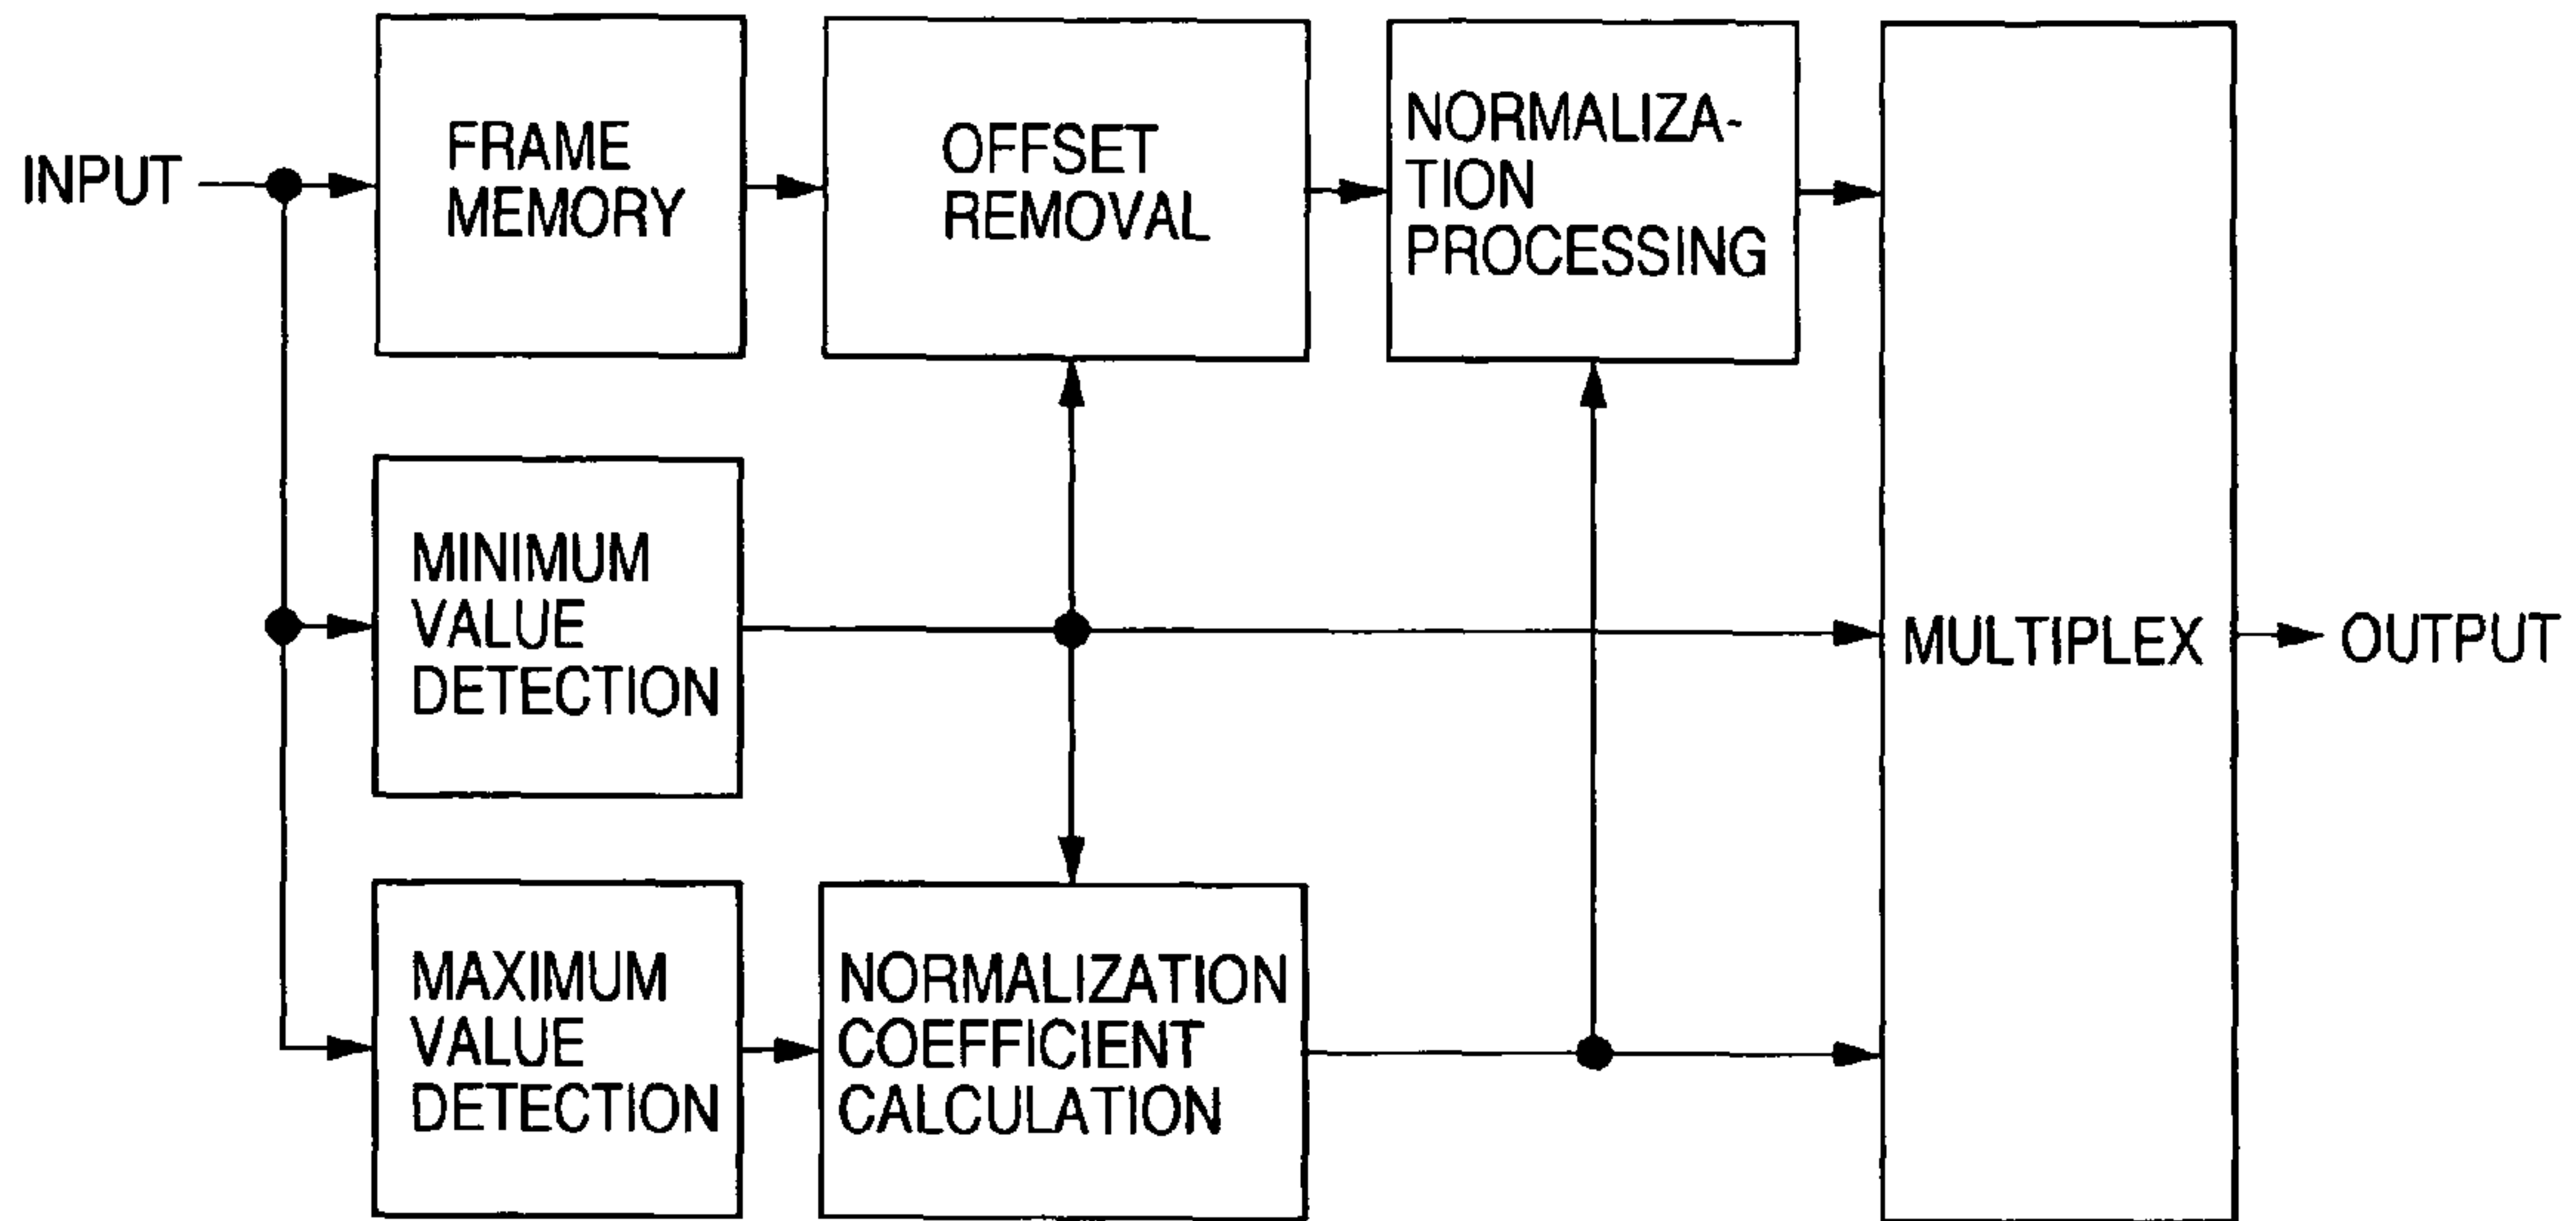 INPUT
FRAME
MEMORY
OFFSET
REMOVAL
NORMALIZA-
TION
PROCESSING
MINIMUM
VALUE
DETECTION
MULTIPLEX
OUTPUT
MAXIMUM
VALUE
DETECTION
NORMALIZATION
COEFFICIENT
CALCULATION